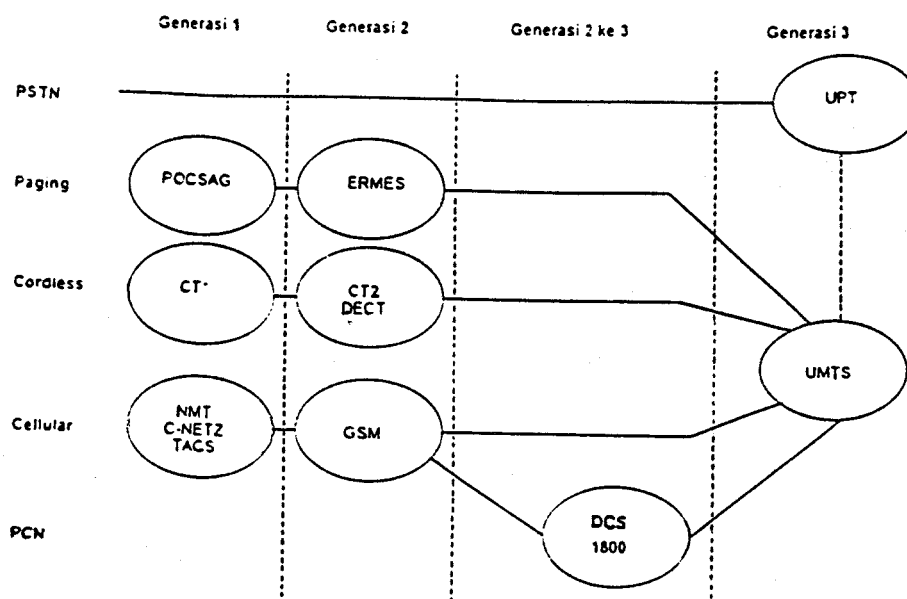 Generasi 1 Generasi 2 Generasi 2 ke 3 Generasi 3
PSTN
UPT
Paging
POCSAG
ERMES
Cordless
CT2
DECT
UMTS
Cellular
NMT
C-NETZ
TACS
GSM
PCN
DCS
1800